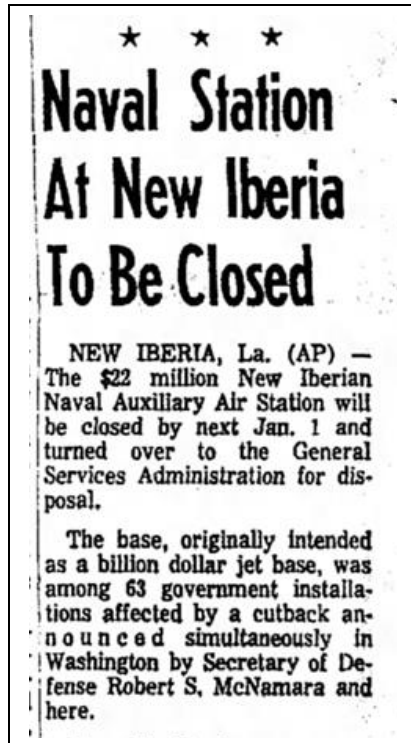 ★ ★ ★
Naval Station
At New Iberia
To Be Closed
NEW IBERIA, La. (AP) —
The $22 million New Iberian
Naval Auxiliary Air Station will
be closed by next Jan. 1 and
turned over to the General
Services Administration for dis-
posal.
The base, originally intended
as a billion dollar jet base, was
among 63 government installa-
tions affected by a cutback an-
nounced simultaneously in
Washington by Secretary of De-
fense Robert S. McNamara and
here.